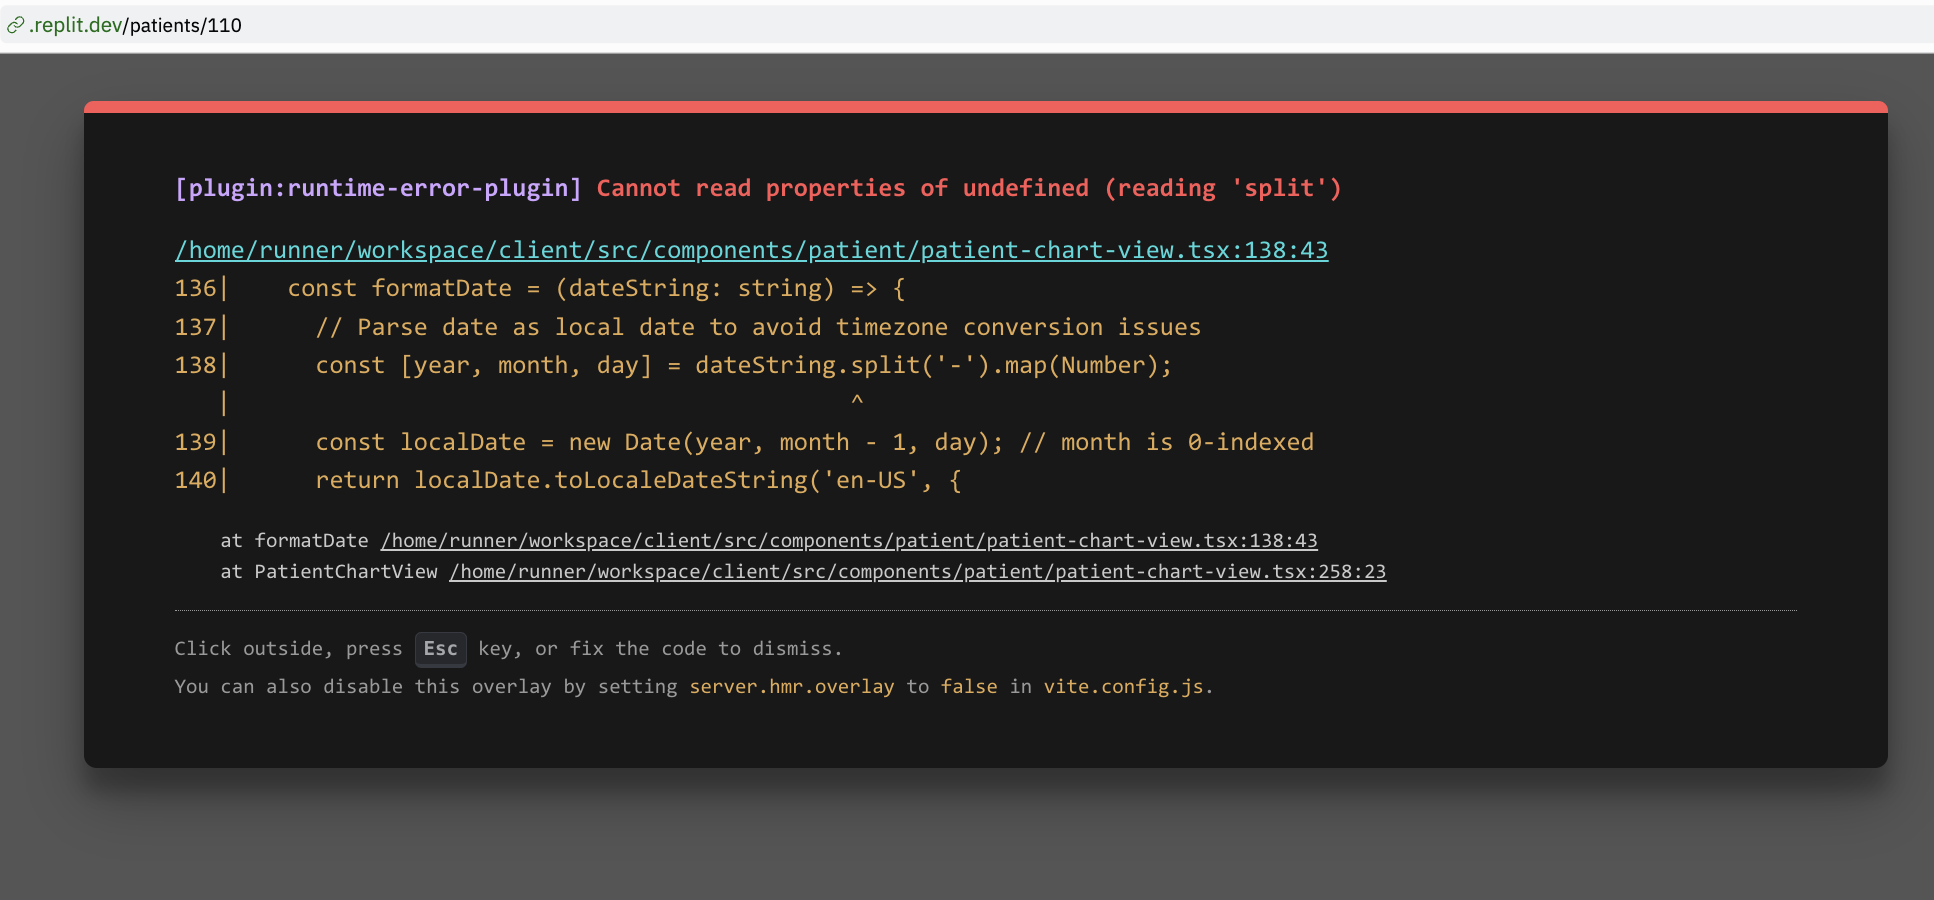 .replit.dev/patients/110
[plugin:runtime-error-plugin] Cannot read properties of undefined (reading 'split')
/home/runner/workspace/client/src/components/patient/patient-chart-view.tsx:138:43
136|    const formatDate = (dateString: string) => {
137|      // Parse date as local date to avoid timezone conversion issues
138|      const [year, month, day] = dateString.split('-').map(Number);
   |                                            ^
139|      const localDate = new Date(year, month - 1, day); // month is 0-indexed
140|      return localDate.toLocaleDateString('en-US', {
at formatDate /home/runner/workspace/client/src/components/patient/patient-chart-view.tsx:138:43
at PatientChartView /home/runner/workspace/client/src/components/patient/patient-chart-view.tsx:258:23
Click outside, press Esc key, or fix the code to dismiss.
You can also disable this overlay by setting server.hmr.overlay to false in vite.config.js.